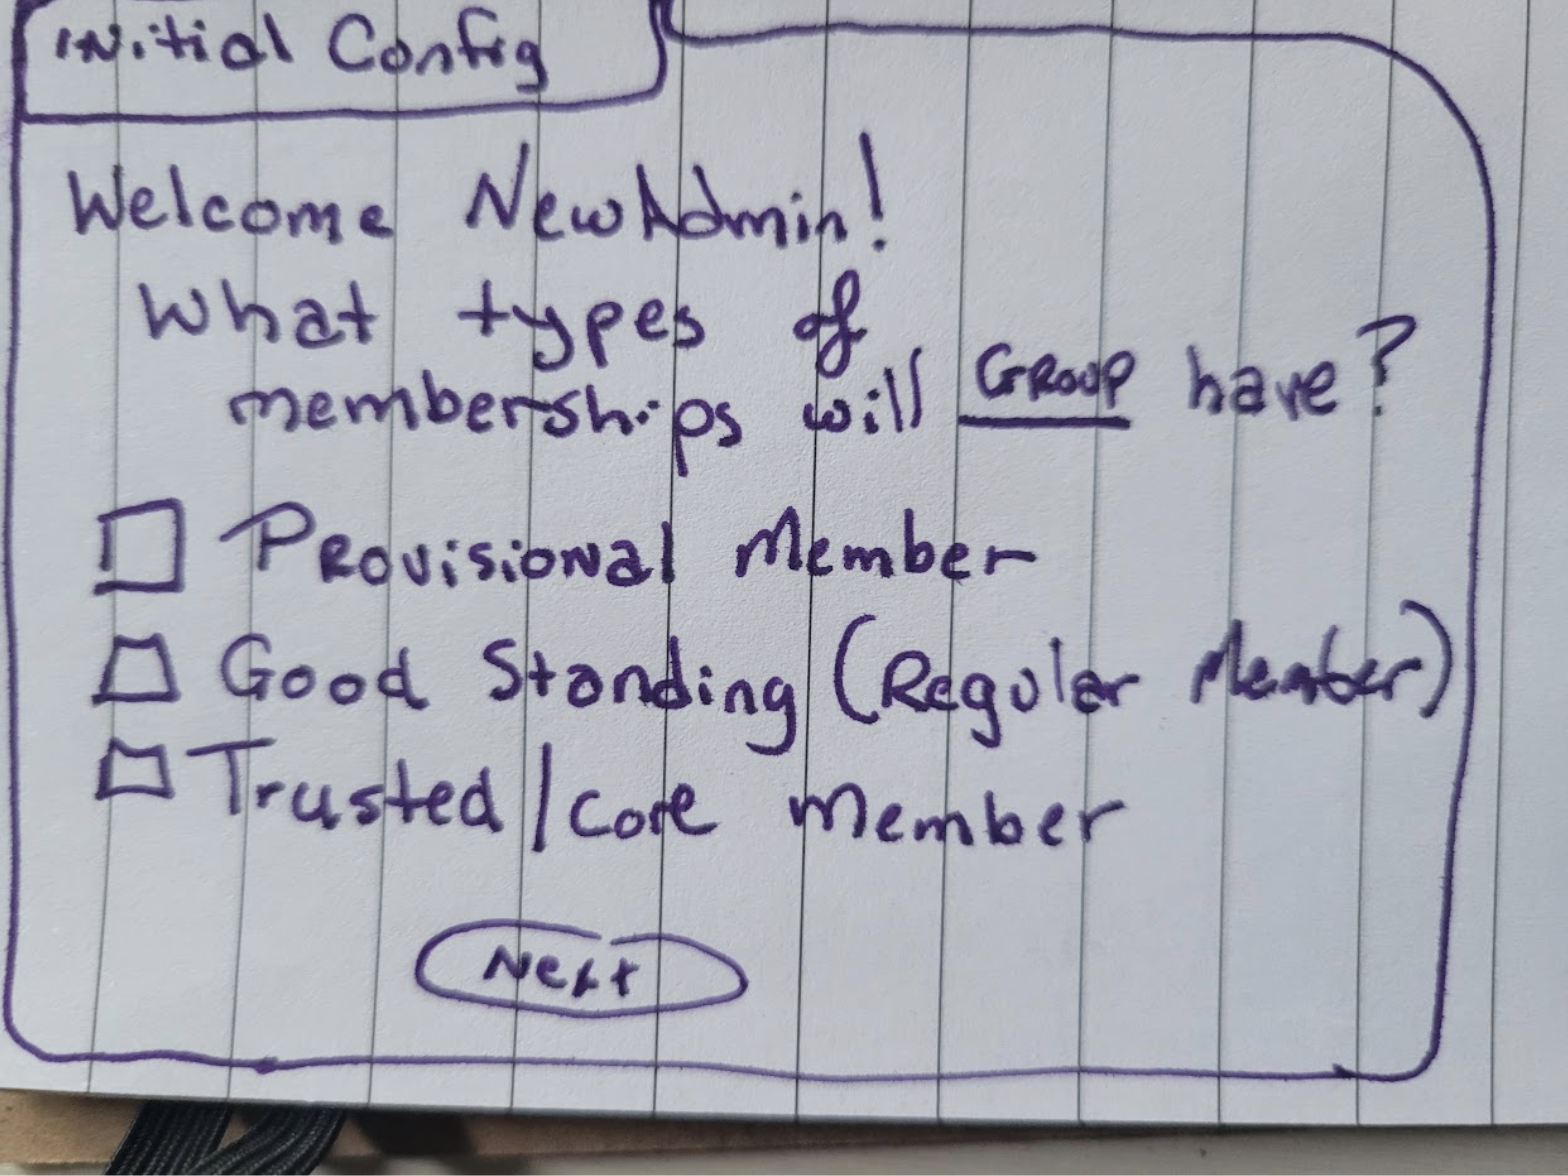 Initial Config
Welcome NewAdmin!
What types of
memberships will GROUP have?
Provisional Member
Good Standing (Regular Member)
Trusted/Core Member
Next